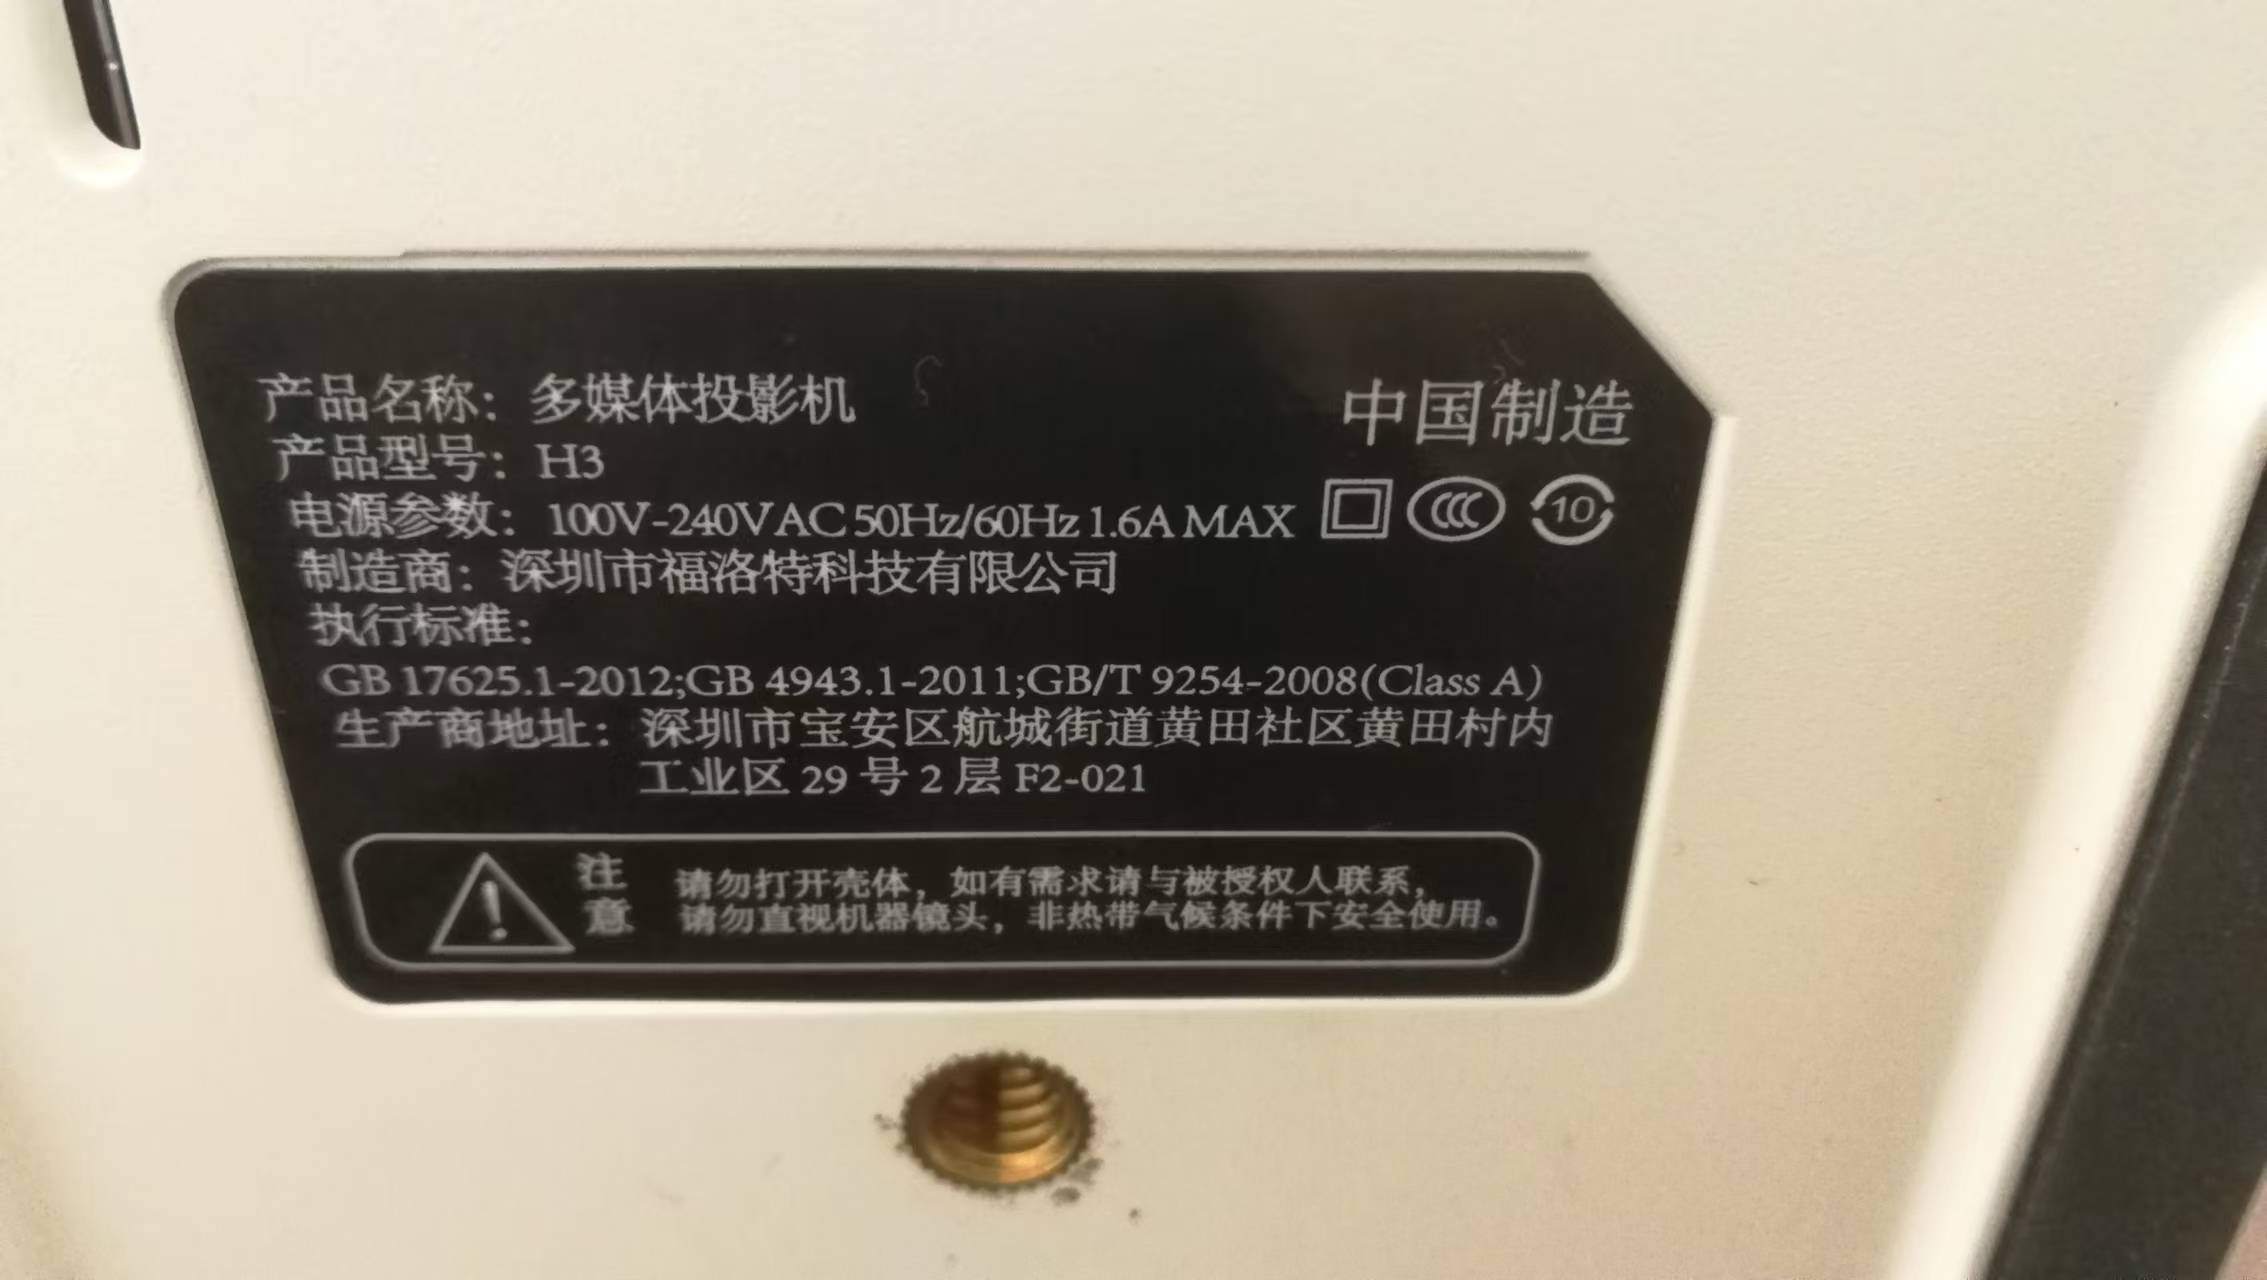 产品名称：多媒体投影机
中国制造
产品型号：H3
电源参数：100V-240VAC 50Hz/60Hz 1.6A MAX
CCC
10
制造商：深圳市福洛特科技有限公司
执行标准：
GB 17625.1-2012;GB 4943.1-2011;GB/T 9254-2008(Class A)
生产商地址：深圳市宝安区航城街道黄田社区黄田村内
工业区 29 号 2 层 F2-021
注意
请勿打开壳体，如有需求请与被授权人联系，
请勿直视机器镜头，非热带气候条件下安全使用。